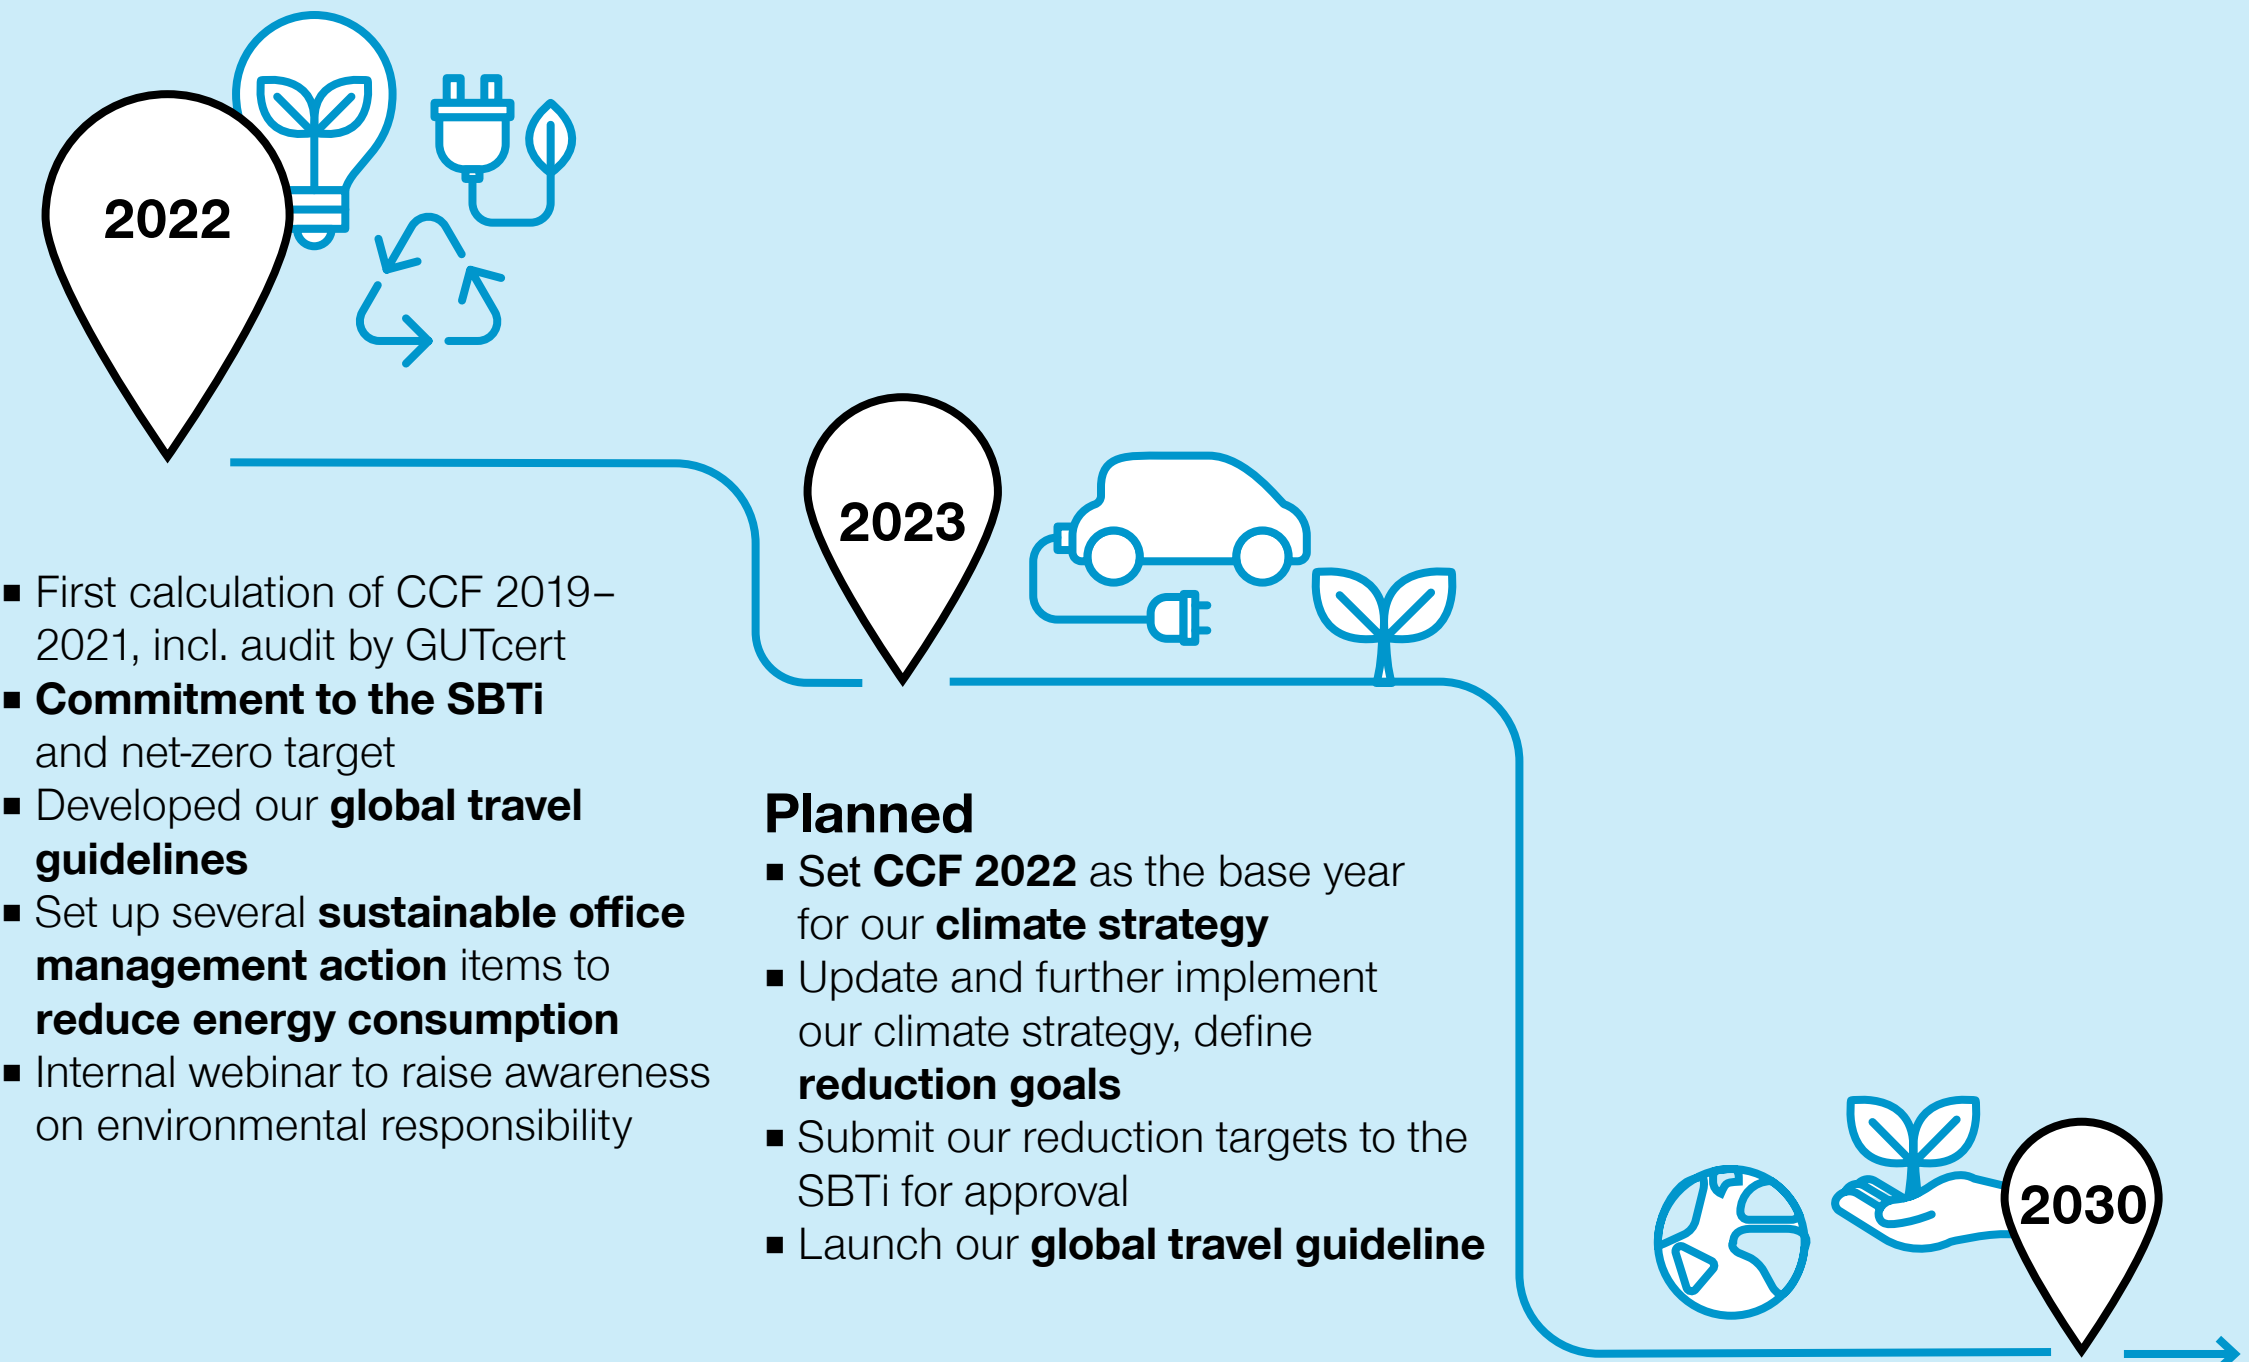 2022
■ First calculation of CCF 2019–
2021, incl. audit by GUTcert
■ Commitment to the SBTi
and net-zero target
■ Developed our global travel
guidelines
■ Set up several sustainable office
management action items to
reduce energy consumption
■ Internal webinar to raise awareness
on environmental responsibility
2023
Planned
■ Set CCF 2022 as the base year
for our climate strategy
■ Update and further implement
our climate strategy, define
reduction goals
■ Submit our reduction targets to the
SBTi for approval
■ Launch our global travel guideline
2030